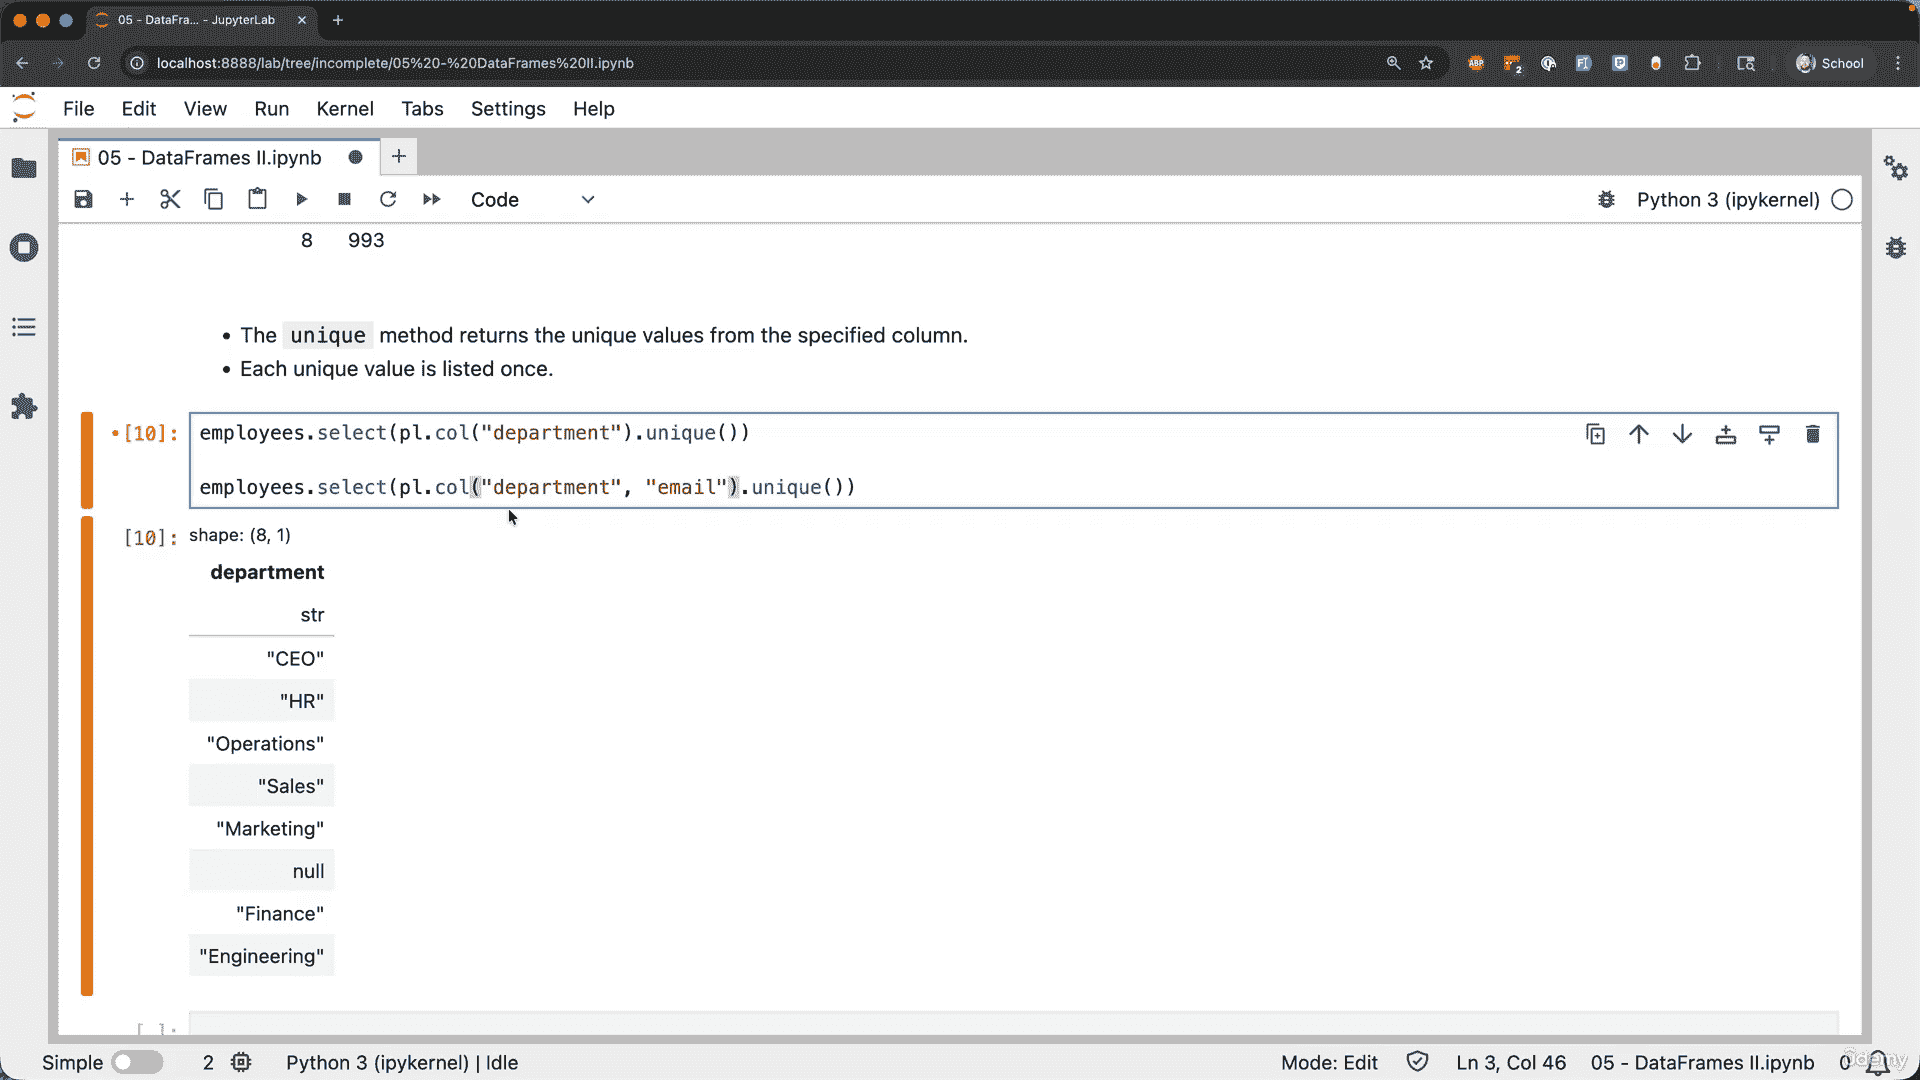 05 - DataFra... - JupyterLab
localhost:8888/lab/tree/incomplete/05%20-%20DataFrames%20II.ipynb
ABP
2
School
File Edit View Run Kernel Tabs Settings Help
05 - DataFrames II.ipynb
Code
Python 3 (ipykernel)
8 993
• The unique method returns the unique values from the specified column.
• Each unique value is listed once.
[10]:
employees.select(pl.col("department").unique())
employees.select(pl.col("department", "email").unique())
[10]:
shape: (8, 1)
department
str
"CEO"
"HR"
"Operations"
"Sales"
"Marketing"
null
"Finance"
"Engineering"
[ ]:
Simple 2 Python 3 (ipykernel) | Idle Mode: Edit Ln 3, Col 46 05 - DataFrames II.ipynb 0